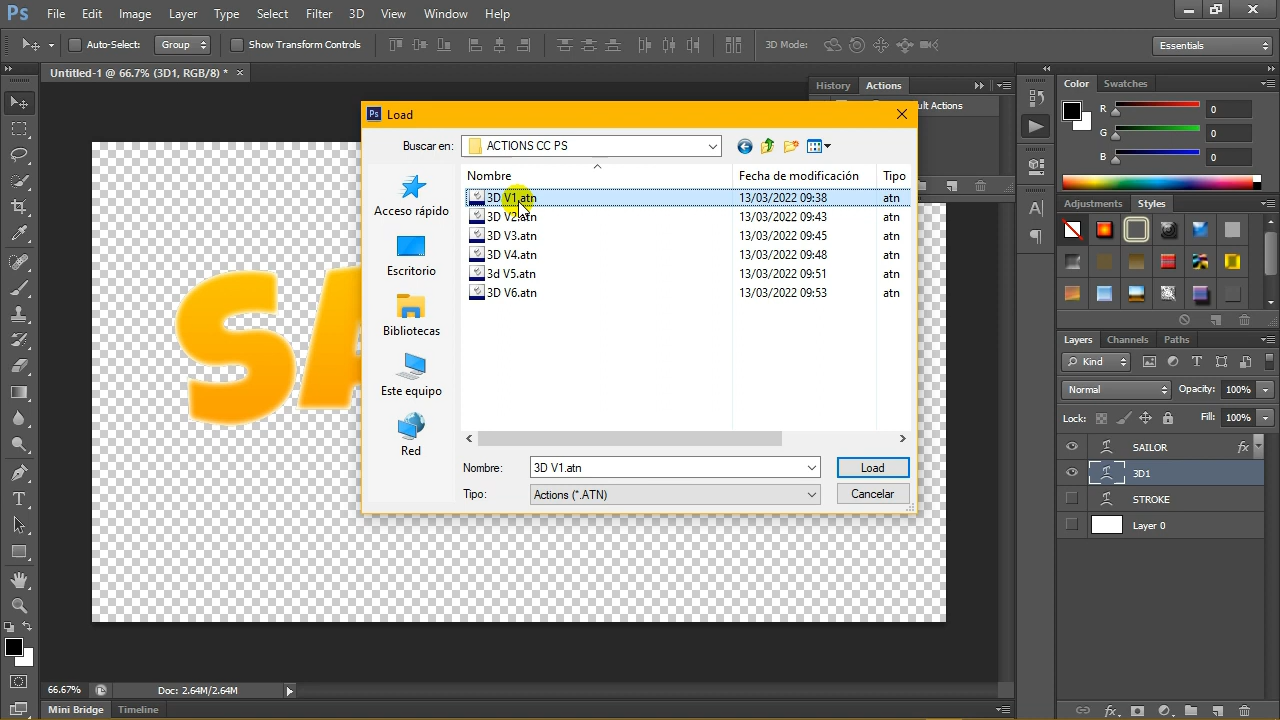 Ps File Edit Image Layer Type Select Filter 3D View Window Help
Auto-Select: Group Show Transform Controls 3D Mode: Essentials
Untitled-1 @ 66.7% (3D1, RGB/8) * ×
History Actions
ult Actions
Color Swatches
R 0
G 0
B 0
Adjustments Styles
Load
Buscar en: ACTIONS CC PS
Nombre Fecha de modificación Tipo
3D V1.atn 13/03/2022 09:38 atn
3D V2.atn 13/03/2022 09:43 atn
3D V3.atn 13/03/2022 09:45 atn
3D V4.atn 13/03/2022 09:48 atn
3d V5.atn 13/03/2022 09:51 atn
3D V6.atn 13/03/2022 09:53 atn
Acceso rápido
Escritorio
Bibliotecas
Este equipo
Red
Nombre: 3D V1.atn Load
Tipo: Actions (*.ATN) Cancelar
SA
Layers Channels Paths
Kind
Normal Opacity: 100%
Lock: Fill: 100%
SAILOR fx
3D1
STROKE
Layer 0
66.67% Doc: 2.64M/2.64M
Mini Bridge Timeline